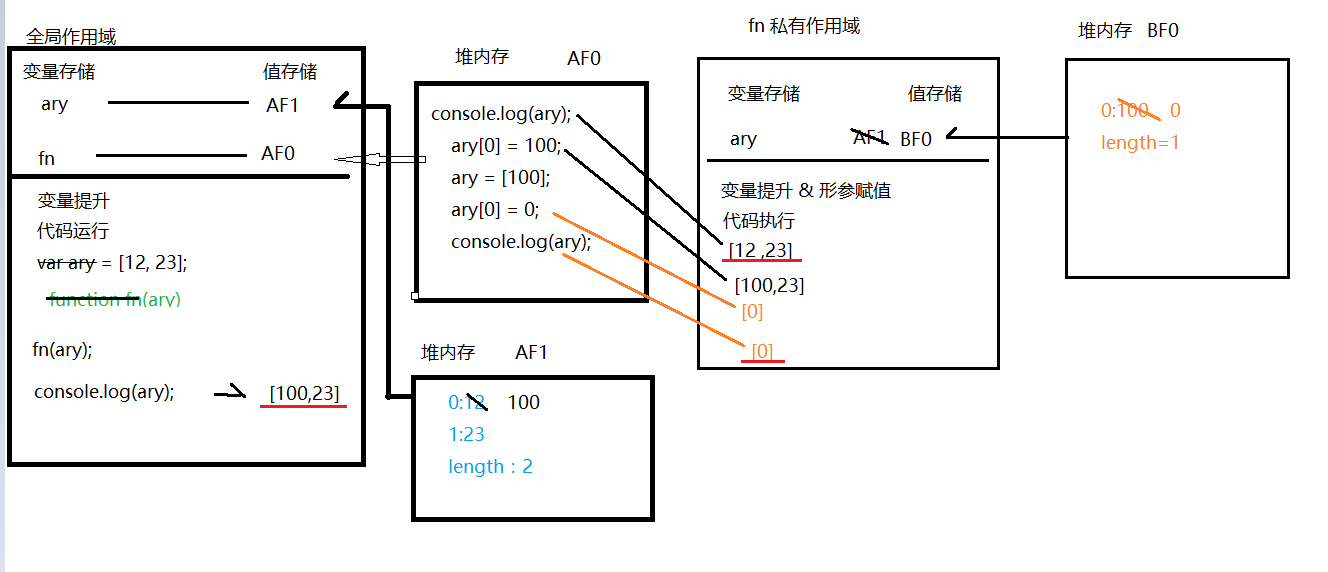 全局作用域
变量存储 值存储
ary AF1
fn AF0
变量提升
代码运行
var ary = [12, 23];
function fn(ary)
fn(ary);
console.log(ary); [100,23]
堆内存 AF0
console.log(ary);
ary[0] = 100;
ary = [100];
ary[0] = 0;
console.log(ary);
堆内存 AF1
0:12 100
1:23
length : 2
fn 私有作用域
变量存储 值存储
ary AF1 BF0
变量提升 & 形参赋值
代码执行
[12 ,23]
[100,23]
[0]
[0]
堆内存 BF0
0:100 0
length=1